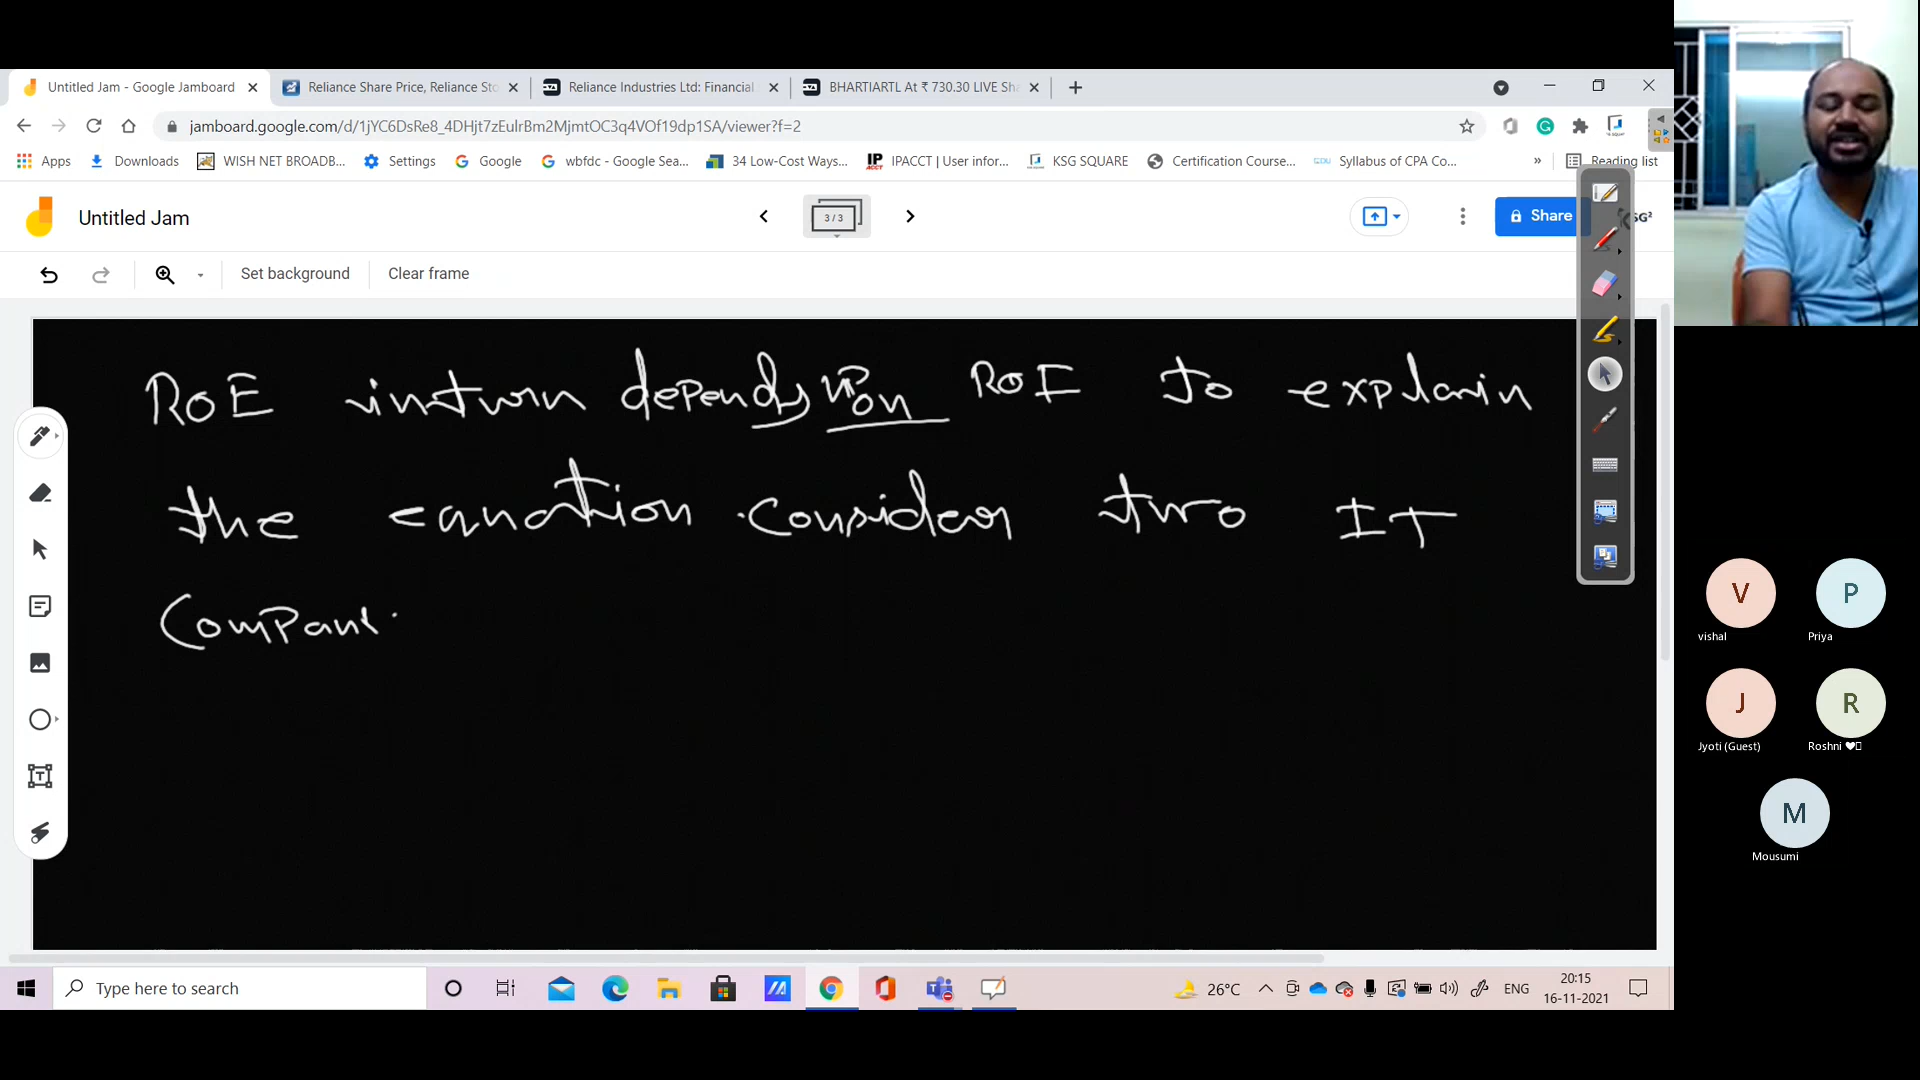 Untitled Jam - Google Jamboard
Reliance Share Price, Reliance Sto
Reliance Industries Ltd: Financial
BHARTIARTL At ₹ 730.30 LIVE Sh
jamboard.google.com/d/1jYC6DsRe8_4DHjt7zEuIrBm2MjmtOC3q4VOf19dp1SA/viewer?f=2
Apps
Downloads
WISH NET BROADB...
Settings
Google
wbfdc - Google Sea...
34 Low-Cost Ways...
IPACCT | User infor...
KSG SQUARE
Certification Course...
Syllabus of CPA Co...
»
Reading list
Untitled Jam
3 / 3
Share
SG²
Set background
Clear frame
ROE inturn depends upon ROE to explain
the equation consider two IT
Compani
V
vishal
P
Priya
J
Jyoti (Guest)
R
Roshni ❤
M
Mousumi
Type here to search
26°C
ENG
20:15
16-11-2021